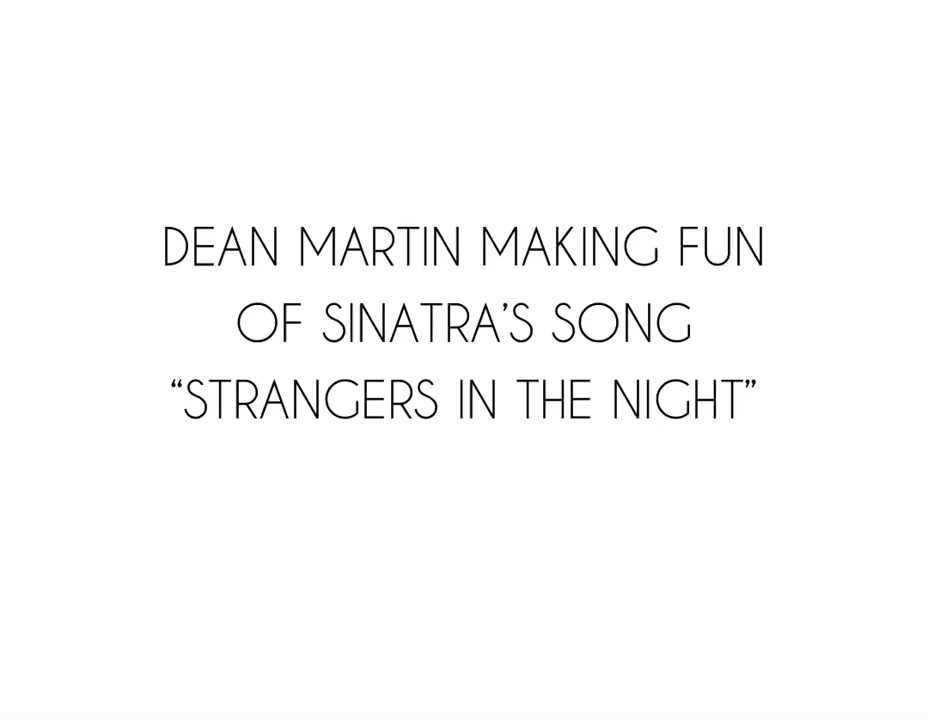 DEAN MARTIN MAKING FUN
OF SINATRA’S SONG
“STRANGERS IN THE NIGHT”